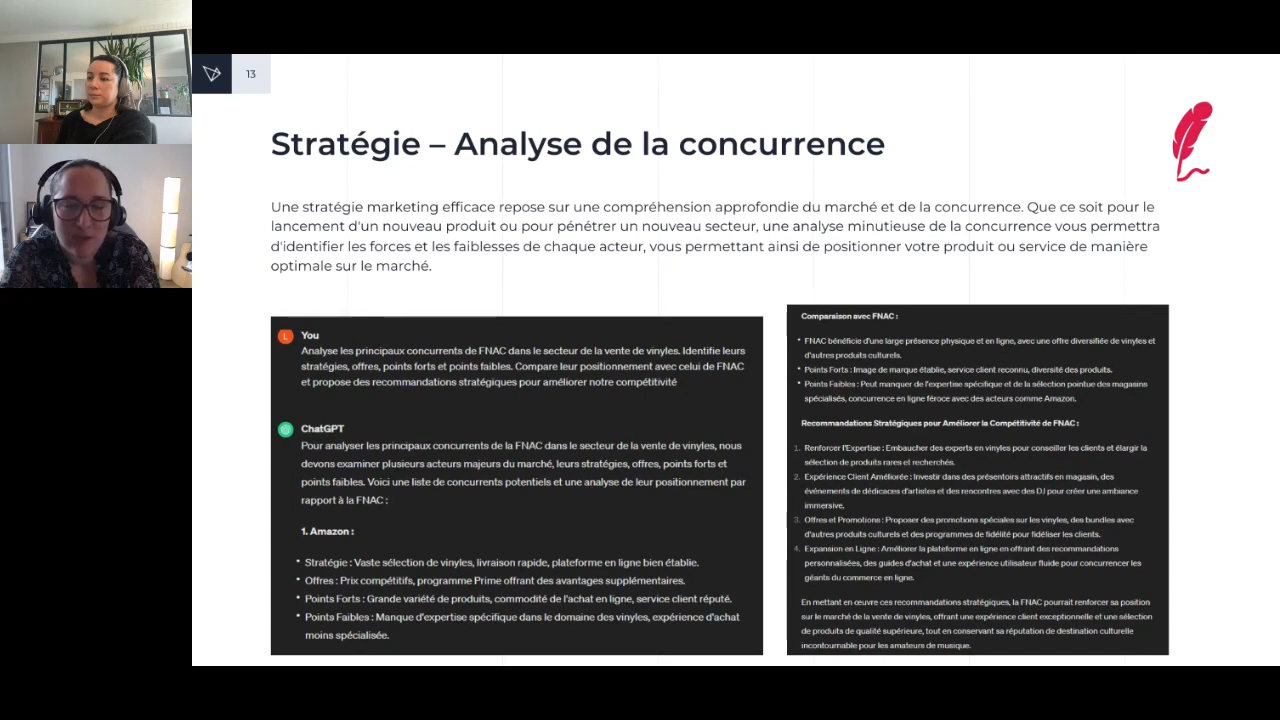 13
Stratégie – Analyse de la concurrence
Une stratégie marketing efficace repose sur une compréhension approfondie du marché et de la concurrence. Que ce soit pour le
lancement d'un nouveau produit ou pour pénétrer un nouveau secteur, une analyse minutieuse de la concurrence vous permettra
d'identifier les forces et les faiblesses de chaque acteur, vous permettant ainsi de positionner votre produit ou service de manière
optimale sur le marché.
L
You
Analyse les principaux concurrents de FNAC dans le secteur de la vente de vinyles. Identifie leurs
stratégies, offres, points forts et points faibles. Compare leur positionnement avec celui de FNAC
et propose des recommandations stratégiques pour améliorer notre compétitivité
ChatGPT
Pour analyser les principaux concurrents de la FNAC dans le secteur de la vente de vinyles, nous
devons examiner plusieurs acteurs majeurs du marché, leurs stratégies, offres, points forts et
points faibles. Voici une liste de concurrents potentiels et une analyse de leur positionnement par
rapport à la FNAC :
1. Amazon :
• Stratégie : Vaste sélection de vinyles, livraison rapide, plateforme en ligne bien établie.
• Offres : Prix compétitifs, programme Prime offrant des avantages supplémentaires.
• Points Forts : Grande variété de produits, commodité de l'achat en ligne, service client réputé.
• Points Faibles : Manque d'expertise spécifique dans le domaine des vinyles, expérience d'achat
moins spécialisée.
Comparaison avec FNAC :
• FNAC bénéficie d'une large présence physique et en ligne, avec une offre diversifiée de vinyles et
d'autres produits culturels.
• Points Forts : Image de marque établie, service client reconnu, diversité des produits.
• Points Faibles : Peut manquer de l'expertise spécifique et de la sélection pointue des magasins
spécialisés, concurrence en ligne féroce avec des acteurs comme Amazon.
Recommandations Stratégiques pour Améliorer la Compétitivité de FNAC :
1. Renforcer l'Expertise : Embaucher des experts en vinyles pour conseiller les clients et élargir la
sélection de produits rares et recherchés.
2. Expérience Client Améliorée : Investir dans des présentoirs attractifs en magasin, des
événements de dédicaces d'artistes et des rencontres avec des DJ pour créer une ambiance
immersive.
3. Offres et Promotions : Proposer des promotions spéciales sur les vinyles, des bundles avec
d'autres produits culturels et des programmes de fidélité pour fidéliser les clients.
4. Expansion en Ligne : Améliorer la plateforme en ligne en offrant des recommandations
personnalisées, des guides d'achat et une expérience utilisateur fluide pour concurrencer les
géants du commerce en ligne.
En mettant en œuvre ces recommandations stratégiques, la FNAC pourrait renforcer sa position
sur le marché de la vente de vinyles, offrant une expérience client exceptionnelle et une sélection
de produits de qualité supérieure, tout en conservant sa réputation de destination culturelle
incontournable pour les amateurs de musique.